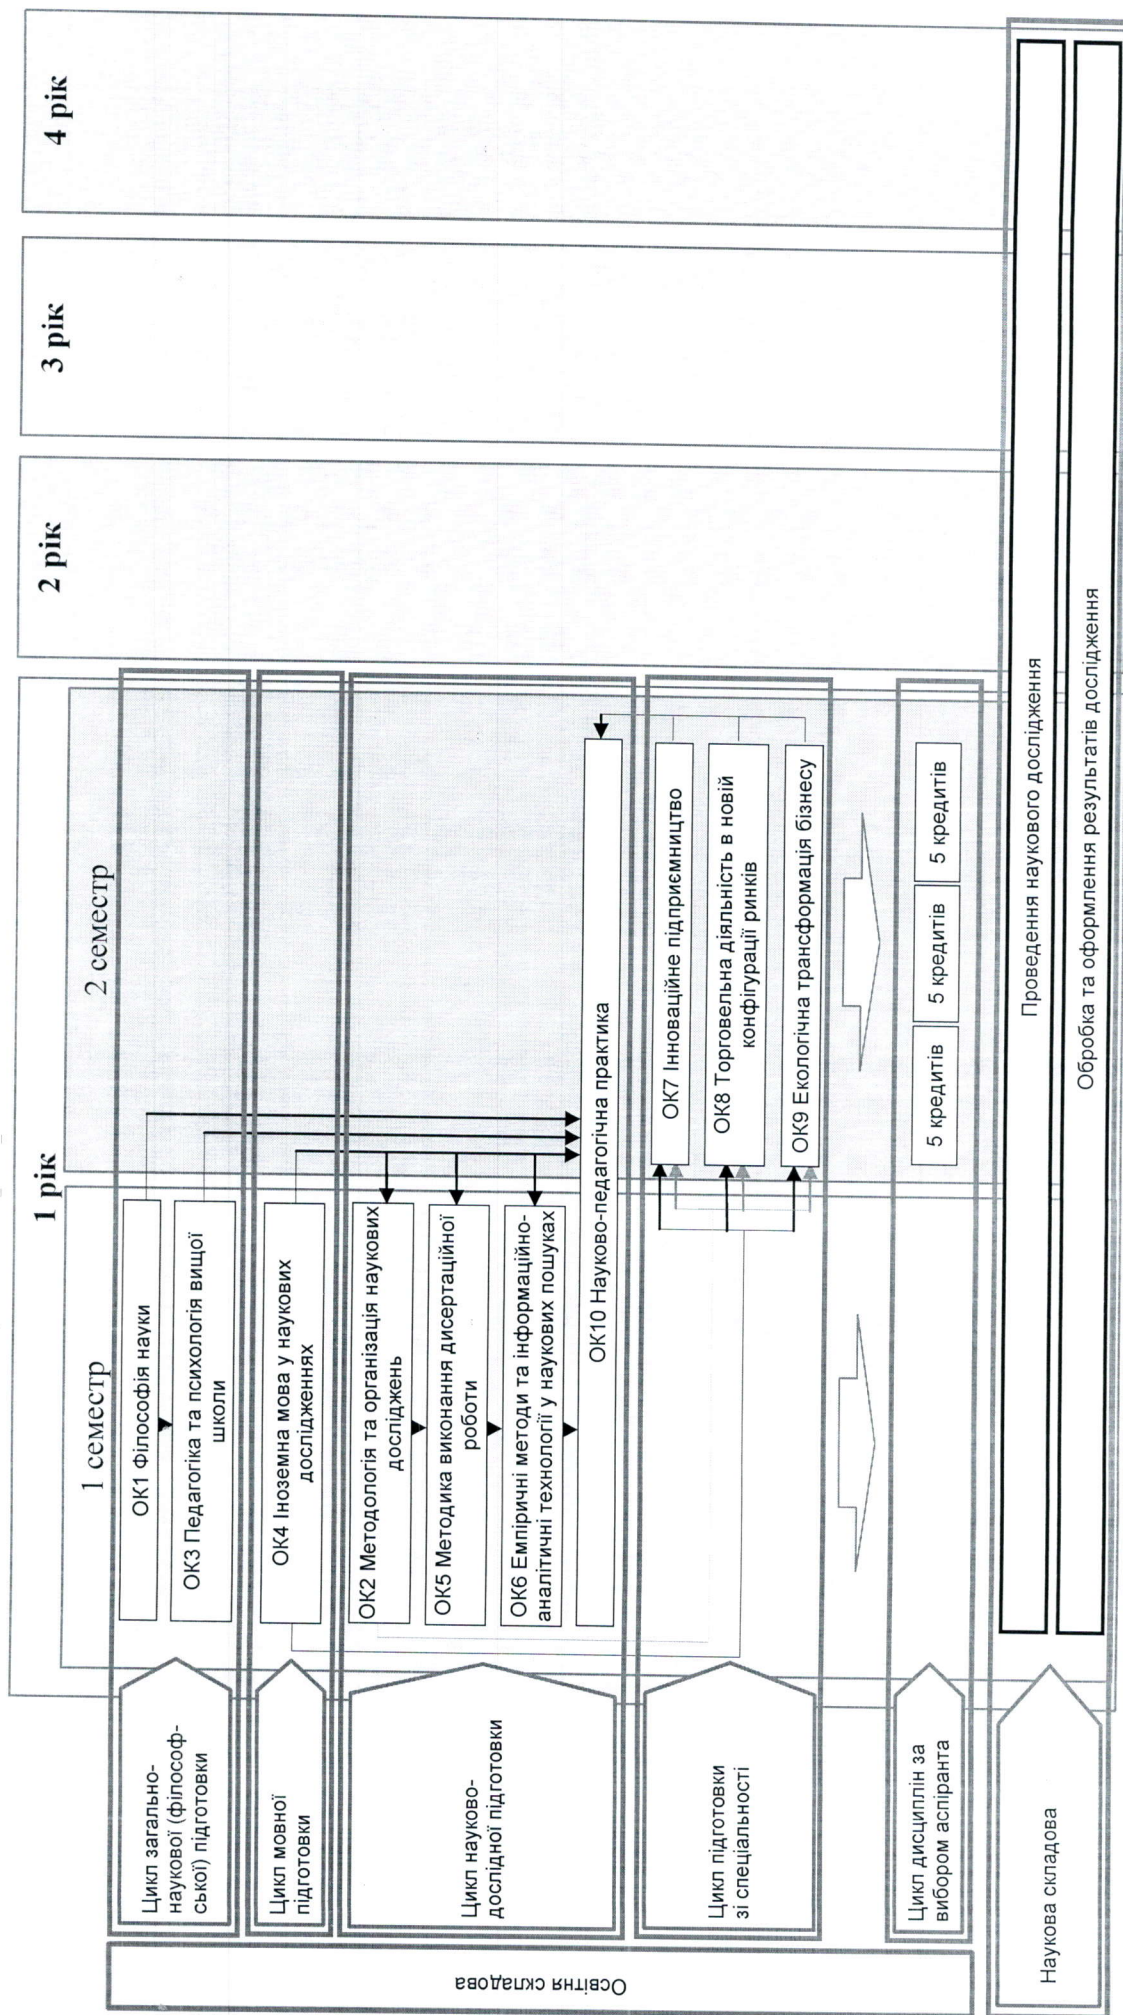 1 рік
2 рік
3 рік
4 рік
1 семестр
2 семестр
Освітня складова
Цикл загально-
наукової (філософ-
ської) підготовки
ОК1 Філософія науки
ОК3 Педагогіка та психологія вищої
школи
Цикл мовної
підготовки
ОК4 Іноземна мова у наукових
дослідженнях
Цикл науково-
дослідної підготовки
ОК2 Методологія та організація наукових
досліджень
ОК5 Методика виконання дисертаційної
роботи
ОК6 Емпіричні методи та інформаційно-
аналітичні технології у наукових пошуках
ОК10 Науково-педагогічна практика
Цикл підготовки
зі спеціальності
ОК7 Інноваційне підприємництво
ОК8 Торговельна діяльність в новій
конфігурації ринків
ОК9 Екологічна трансформація бізнесу
Цикл дисциплін за
вибором аспіранта
5 кредитів
5 кредитів
5 кредитів
Наукова складова
Проведення наукового дослідження
Обробка та оформлення результатів дослідження